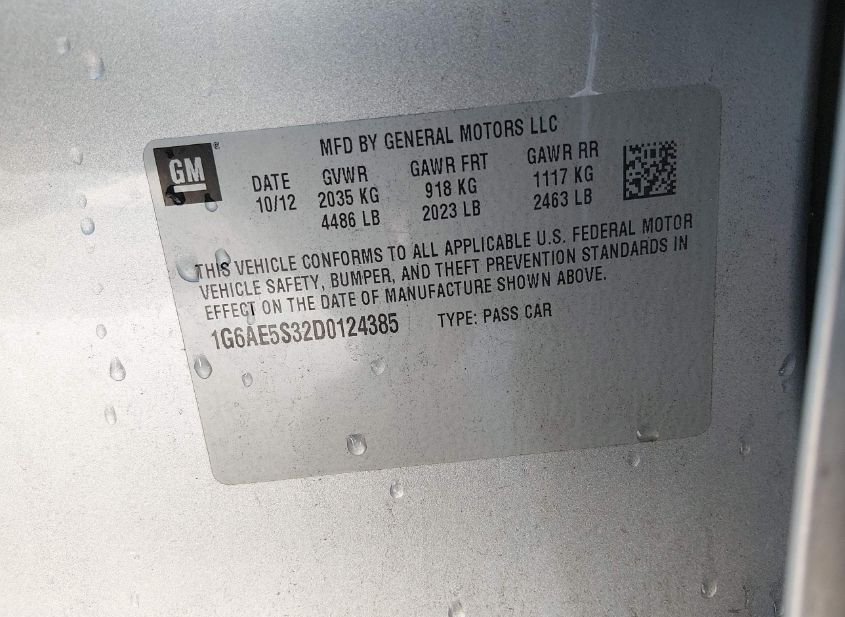 GM®
MFD BY GENERAL MOTORS LLC
DATE GVWR GAWR FRT GAWR RR
10/12 2035 KG 918 KG 1117 KG
4486 LB 2023 LB 2463 LB
THIS VEHICLE CONFORMS TO ALL APPLICABLE U.S. FEDERAL MOTOR
VEHICLE SAFETY, BUMPER, AND THEFT PREVENTION STANDARDS IN
EFFECT ON THE DATE OF MANUFACTURE SHOWN ABOVE.
1G6AE5S32D0124385 TYPE: PASS CAR